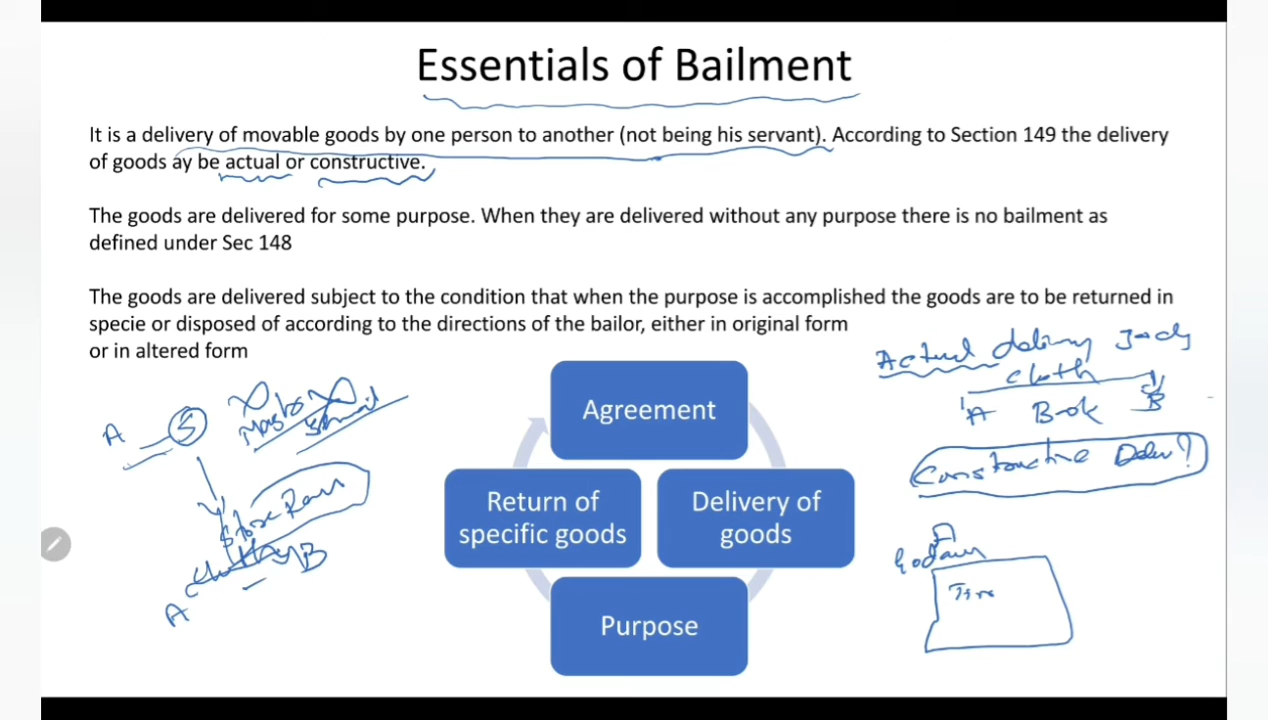 Essentials of Bailment
It is a delivery of movable goods by one person to another (not being his servant). According to Section 149 the delivery
of goods ay be actual or constructive.
The goods are delivered for some purpose. When they are delivered without any purpose there is no bailment as
defined under Sec 148
The goods are delivered subject to the condition that when the purpose is accomplished the goods are to be returned in
specie or disposed of according to the directions of the bailor, either in original form
or in altered form
Actual delivery
cloth
A Book B
Constructive
Godawn
A S
Master
B
A
Agreement
Return of
specific goods
Delivery of
goods
Purpose